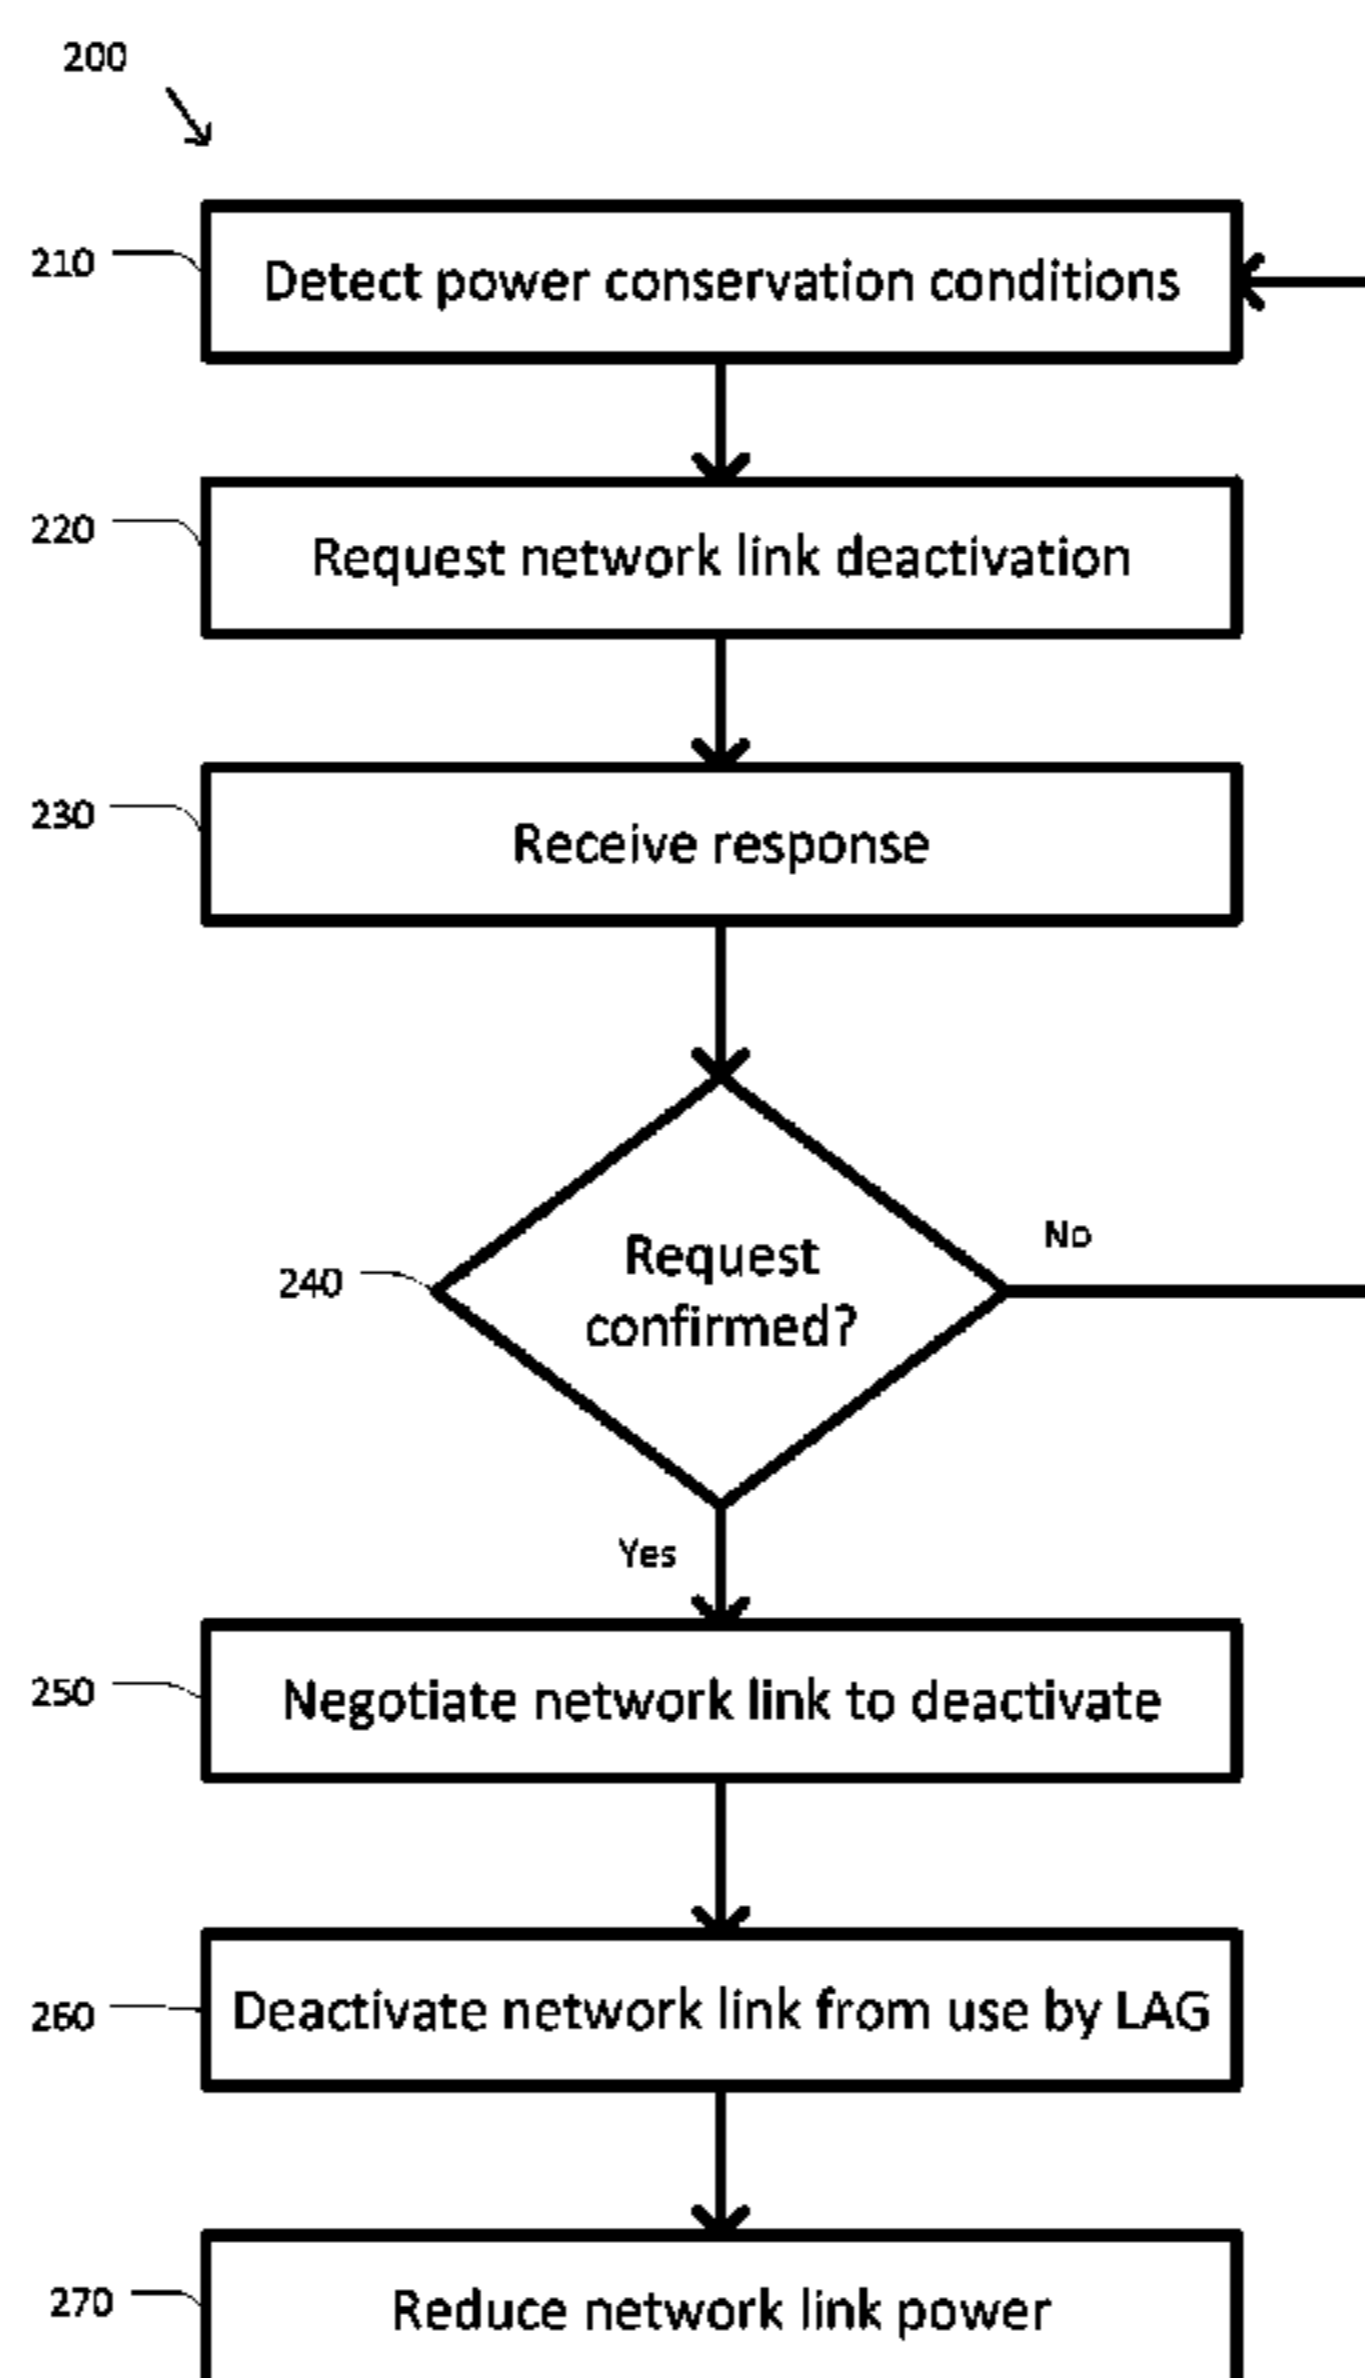 200
210
Detect power conservation conditions
220
Request network link deactivation
230
Receive response
240
Request
confirmed?
No
Yes
250
Negotiate network link to deactivate
260
Deactivate network link from use by LAG
270
Reduce network link power